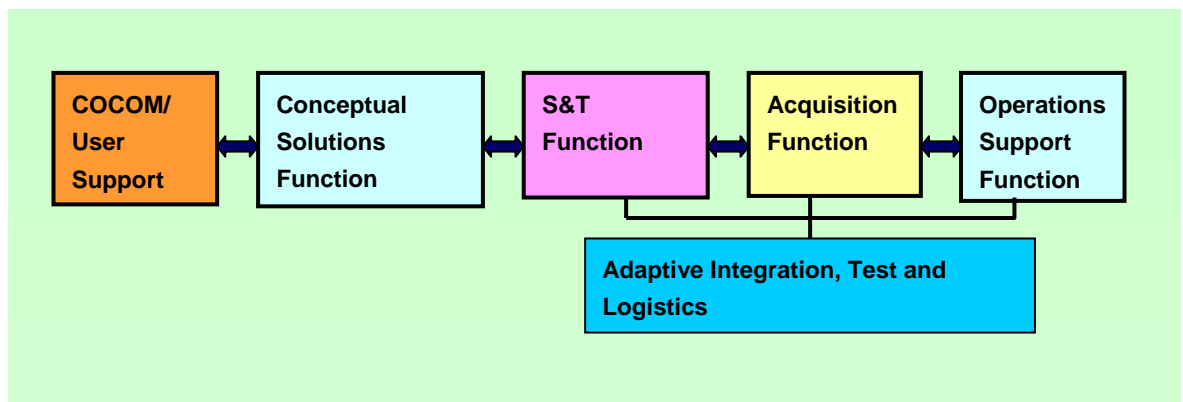 COCOM/
User
Support
Conceptual
Solutions
Function
S&T
Function
Acquisition
Function
Operations
Support
Function
Adaptive Integration, Test and
Logistics